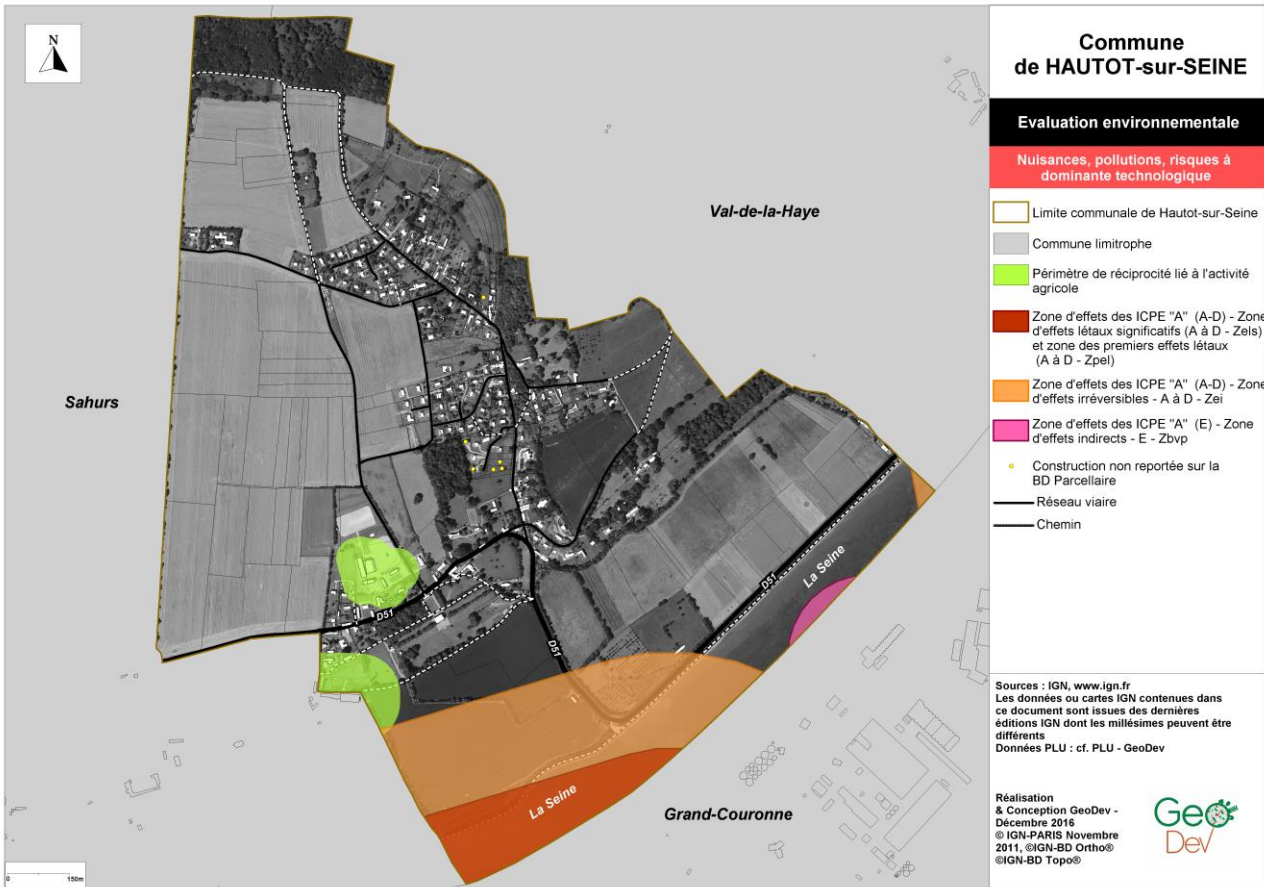 N
Commune
de HAUTOT-sur-SEINE
Evaluation environnementale
Nuisances, pollutions, risques à
dominante technologique
Limite communale de Hautot-sur-Seine
Commune limitrophe
Périmètre de réciprocité lié à l'activité
agricole
Zone d'effets des ICPE "A" (A-D) - Zone
d'effets létaux significatifs (A à D - Zels)
et zone des premiers effets létaux
(A à D - Zpel)
Zone d'effets des ICPE "A" (A-D) - Zone
d'effets irréversibles - A à D - Zei
Zone d'effets des ICPE "A" (E) - Zone
d'effets indirects - E - Zbvp
Construction non reportée sur la
BD Parcellaire
Réseau viaire
Chemin
Val-de-la-Haye
Sahurs
La Seine
D51
D51
D51
La Seine
Grand-Couronne
Sources : IGN, www.ign.fr
Les données ou cartes IGN contenues dans
ce document sont issues des dernières
éditions IGN dont les millésimes peuvent être
différents
Données PLU : cf. PLU - GeoDev
Réalisation
& Conception GeoDev -
Décembre 2016
© IGN-PARIS Novembre
2011, ©IGN-BD Ortho®
©IGN-BD Topo®
Geo
Dev
0 150m